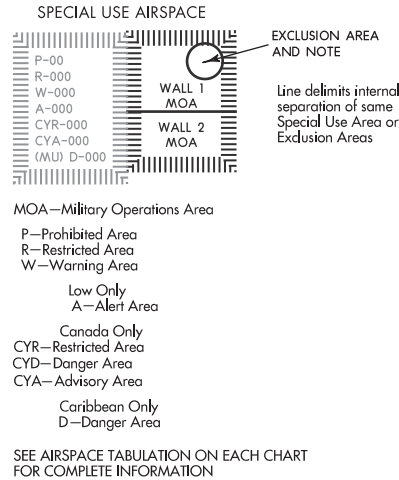 SPECIAL USE AIRSPACE
P-00
R-000
W-000
A-000
CYR-000
CYA-000
(MU) D-000
WALL 1
MOA
WALL 2
MOA
EXCLUSION AREA
AND NOTE
Line delimits internal
separation of same
Special Use Area or
Exclusion Areas
MOA—Military Operations Area
P—Prohibited Area
R—Restricted Area
W—Warning Area
Low Only
A—Alert Area
Canada Only
CYR—Restricted Area
CYD—Danger Area
CYA—Advisory Area
Caribbean Only
D—Danger Area
SEE AIRSPACE TABULATION ON EACH CHART
FOR COMPLETE INFORMATION